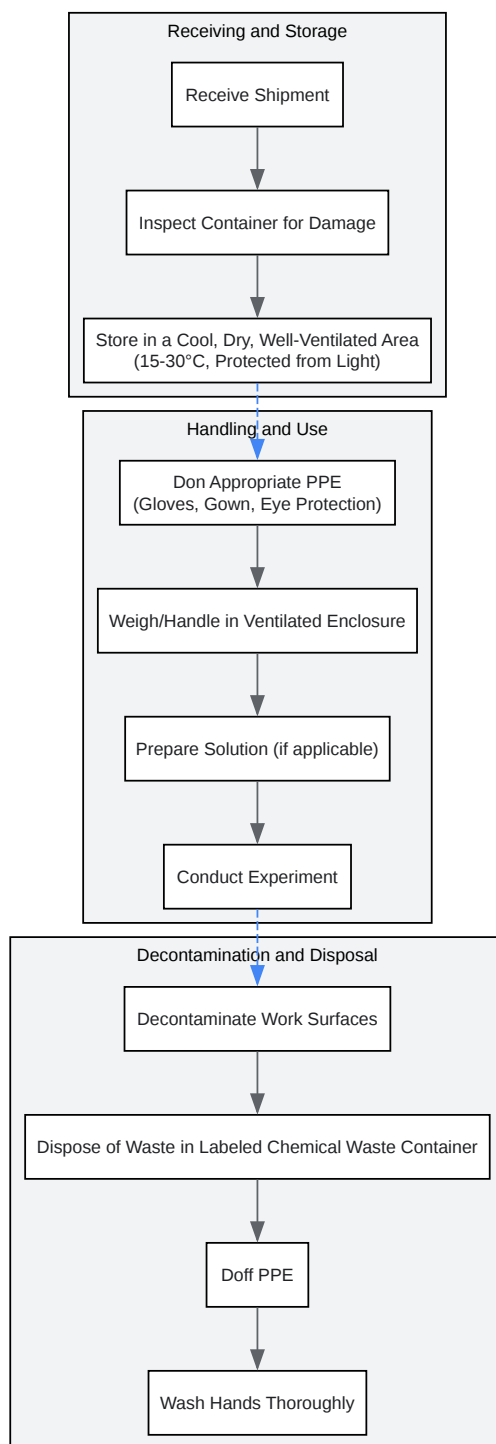 Receiving and Storage
Receive Shipment
Inspect Container for Damage
Store in a Cool, Dry, Well-Ventilated Area
(15-30°C, Protected from Light)
Handling and Use
Don Appropriate PPE
(Gloves, Gown, Eye Protection)
Weigh/Handle in Ventilated Enclosure
Prepare Solution (if applicable)
Conduct Experiment
Decontamination and Disposal
Decontaminate Work Surfaces
Dispose of Waste in Labeled Chemical Waste Container
Doff PPE
Wash Hands Thoroughly